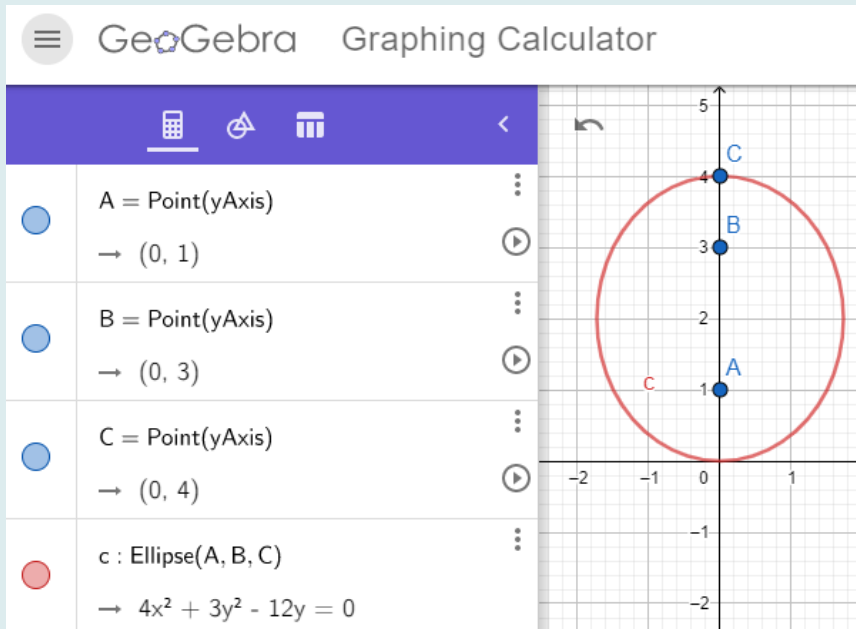 GeoGebra Graphing Calculator
A = Point(yAxis)
→ (0, 1)
B = Point(yAxis)
→ (0, 3)
C = Point(yAxis)
→ (0, 4)
c : Ellipse(A, B, C)
→ 4x² + 3y² - 12y = 0
5
C
4
B
3
2
A
c
1
–2 –1 0 1
–1
–2